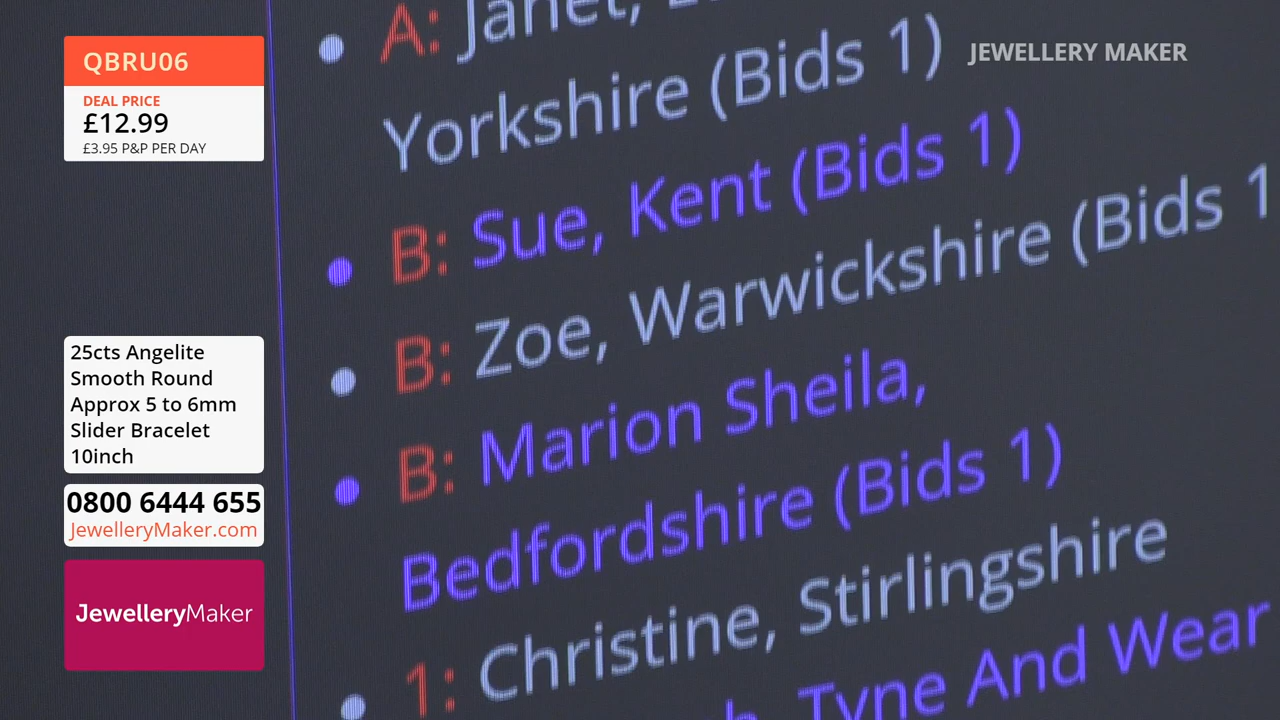 QBRU06
DEAL PRICE
£12.99
£3.95 P&P PER DAY
25cts Angelite
Smooth Round
Approx 5 to 6mm
Slider Bracelet
10inch
0800 6444 655
JewelleryMaker.com
JewelleryMaker
JEWELLERY MAKER
A: Janet,
Yorkshire (Bids 1)
B: Sue, Kent (Bids 1)
B: Zoe, Warwickshire (Bids 1
B: Marion Sheila,
Bedfordshire (Bids 1)
1: Christine, Stirlingshire
Tyne And Wear